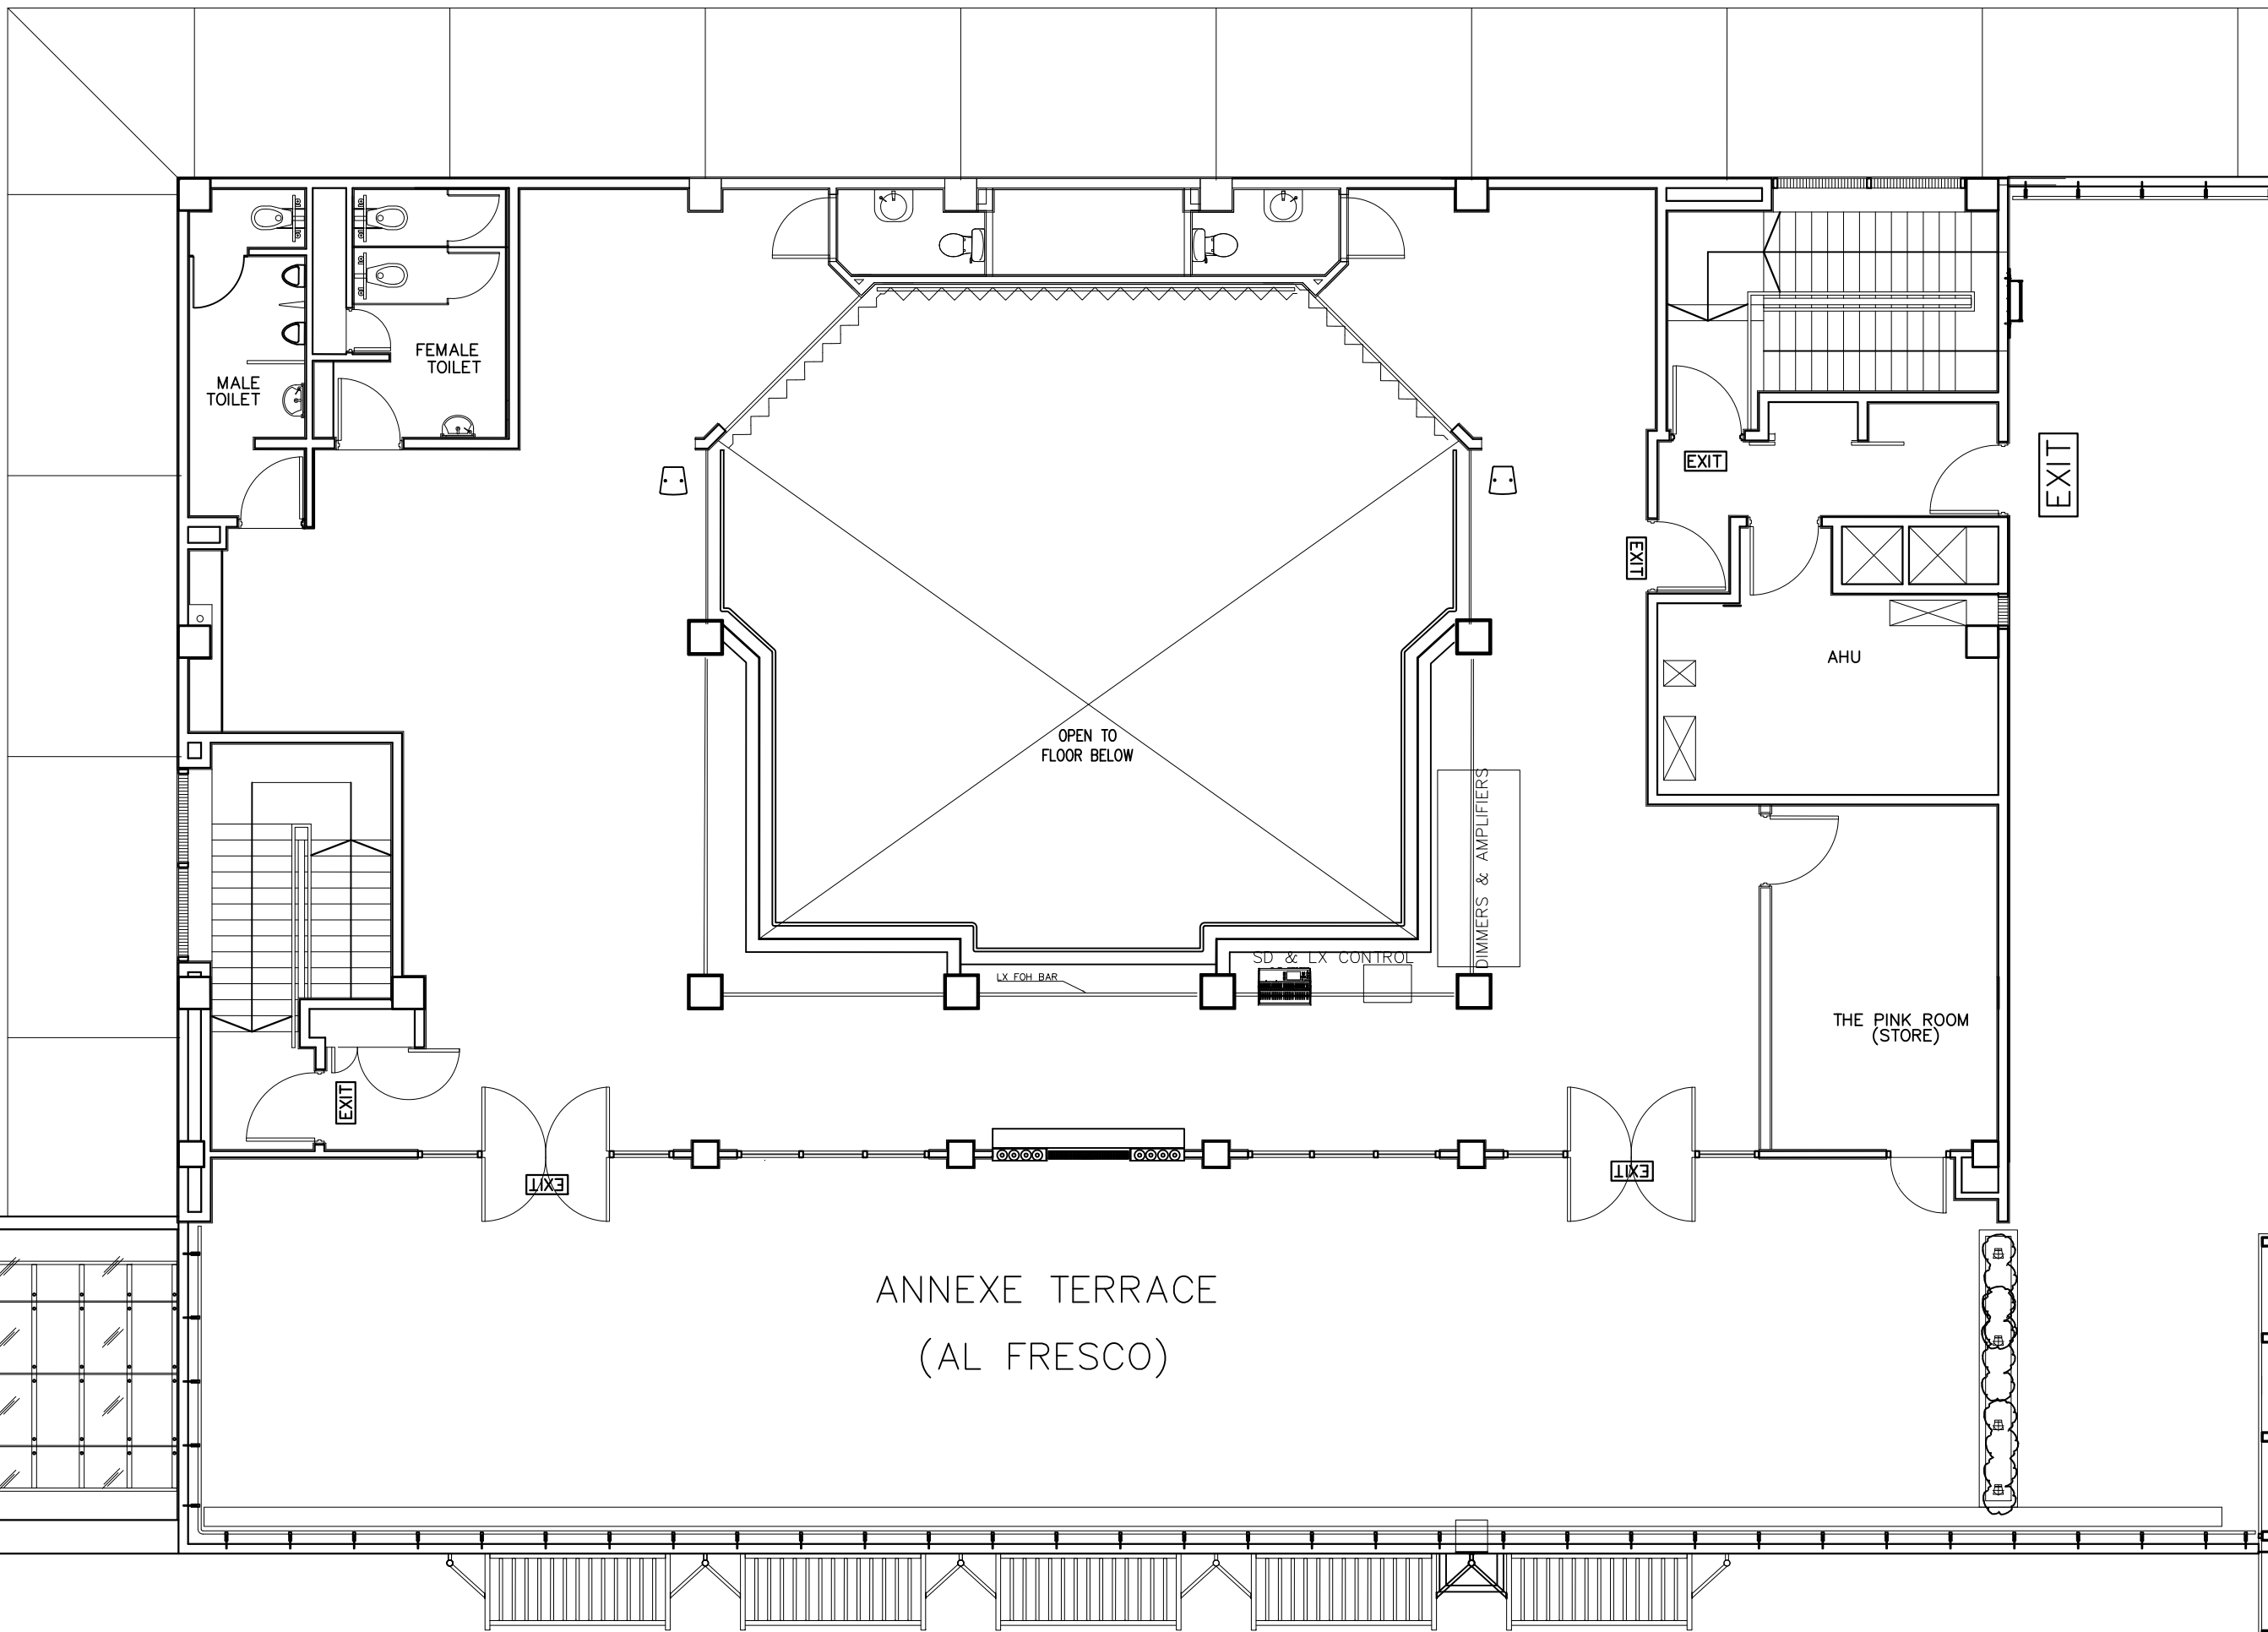 FEMALE
TOILET
MALE
TOILET
EXIT
EXIT
EXIT
AHU
OPEN TO
FLOOR BELOW
DIMMERS & AMPLIFIERS
SD & LX CONTROL
LX FOH BAR
THE PINK ROOM
(STORE)
EXIT
EXIT
EXIT
ANNEXE TERRACE
(AL FRESCO)